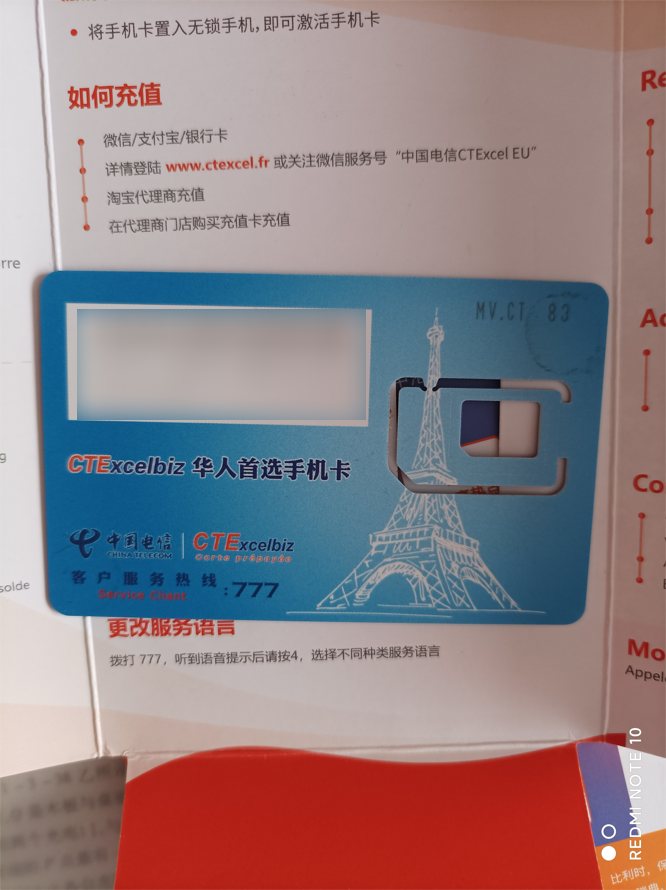 • 将手机卡置入无锁手机,即可激活手机卡
如何充值
微信/支付宝/银行卡
详情登陆 www.ctexcel.fr 或关注微信服务号“中国电信CTExcel EU”
淘宝代理商充值
在代理商门店购买充值卡充值
rre
Re
MV.CT 83
Ac
CTExcelbiz 华人首选手机卡
Co
中国电信 CTExcelbiz
CHINA TELECOM Carte prépayée
客户服务热线
Service Client :777
solde
更改服务语言
拨打 777，听到语音提示后请按4，选择不同种类服务语言
Mo
Appele
REDMI NOTE 10
比利时，保